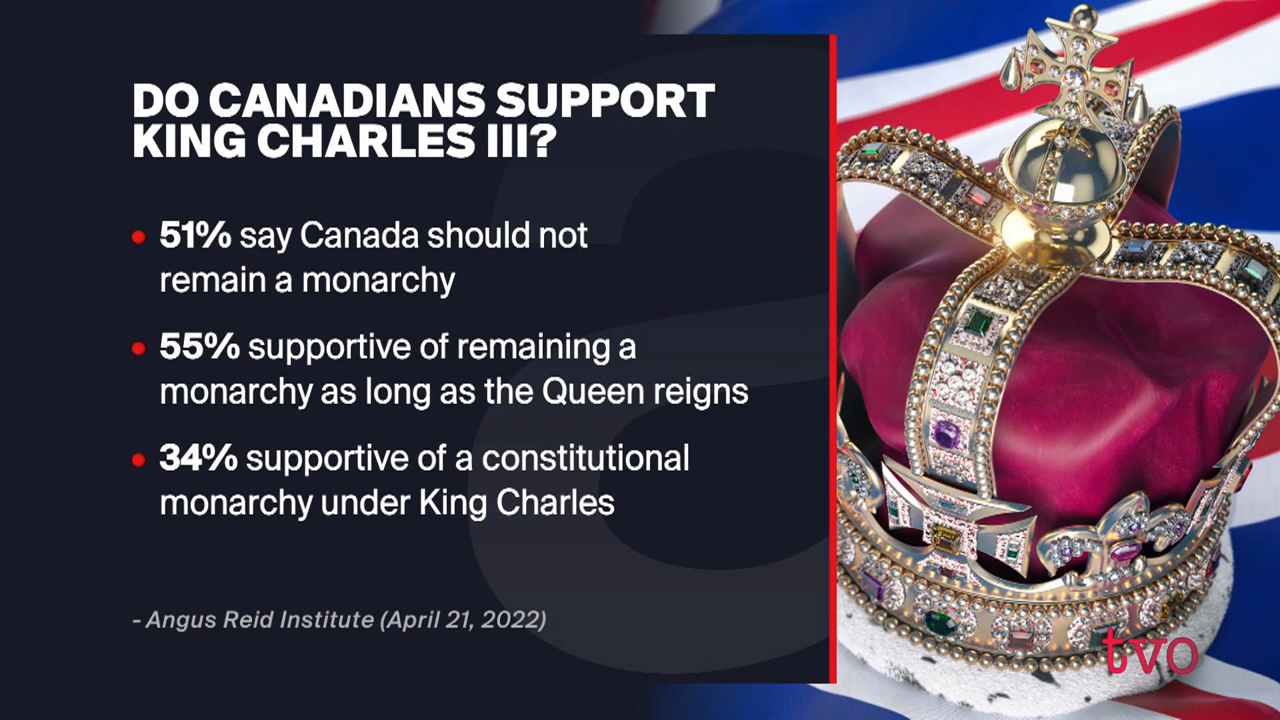 DO CANADIANS SUPPORT
KING CHARLES III?
• 51% say Canada should not
remain a monarchy
• 55% supportive of remaining a
monarchy as long as the Queen reigns
• 34% supportive of a constitutional
monarchy under King Charles
- Angus Reid Institute (April 21, 2022)
tvo